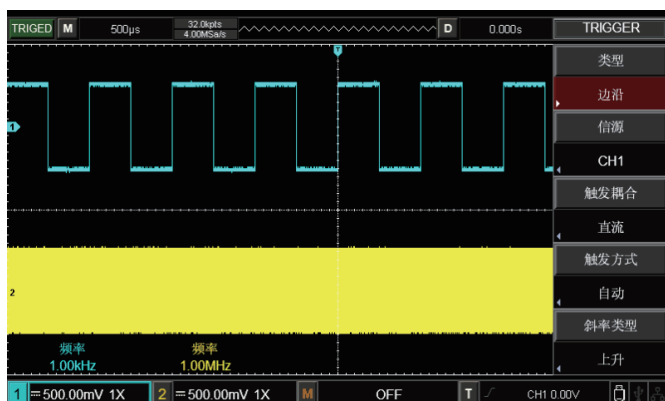 TRIGED M 500μs 32.0kpts D 0.000s TRIGGER
4.00MSa/s
T
类型
边沿
1
信源
CH1
触发耦合
直流
触发方式
2
自动
斜率类型
频率 频率
1.00kHz 1.00MHz
上升
1 500.00mV 1X 2 500.00mV 1X M OFF T CH1 0.00V